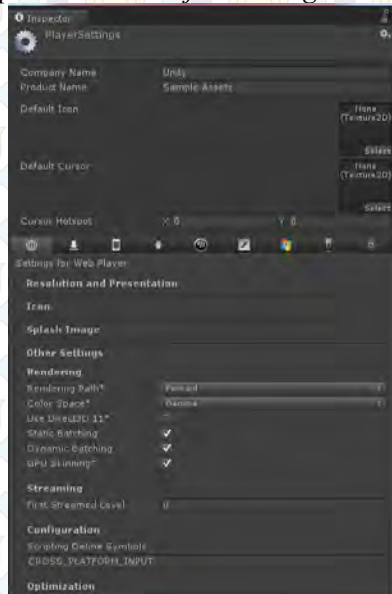 Inspector
PlayerSettings
Company Name Unity
Product Name Sample Assets
Default Icon
None
(Texture2D)
Select
Default Cursor
None
(Texture2D)
Select
Cursor Hotspot X 0 Y 0
Settings for Web Player
Resolution and Presentation
Icon
Splash Image
Other Settings
Rendering
Rendering Path* Forward
Color Space* Gamma
Use Direct3D 11*
Static Batching
Dynamic Batching
GPU Skinning*
Streaming
First Streamed Level 0
Configuration
Scripting Define Symbols
CROSS_PLATFORM_INPUT
Optimization